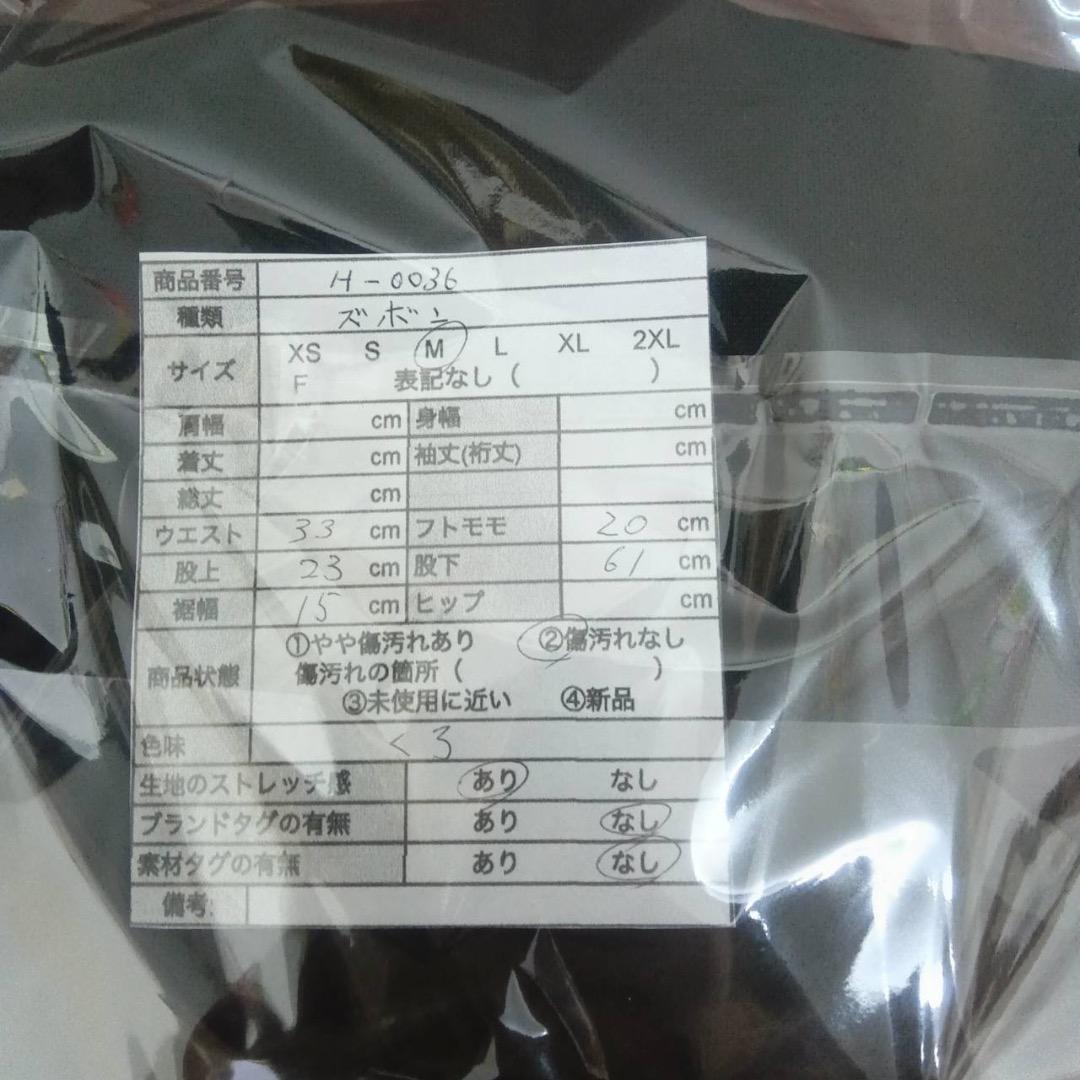 商品番号 H-0036
種類 ズボン
サイズ XS S M L XL 2XL
F 表記なし ( )
肩幅 cm 身幅 cm
着丈 cm 袖丈(裄丈) cm
総丈 cm
ウエスト 33 cm フトモモ 20 cm
股上 23 cm 股下 61 cm
裾幅 15 cm ヒップ cm
①やや傷汚れあり ②傷汚れなし
商品状態 傷汚れの箇所 ( )
③未使用に近い ④新品
色味 くろ
生地のストレッチ感 あり なし
ブランドタグの有無 あり なし
素材タグの有無 あり なし
備考: